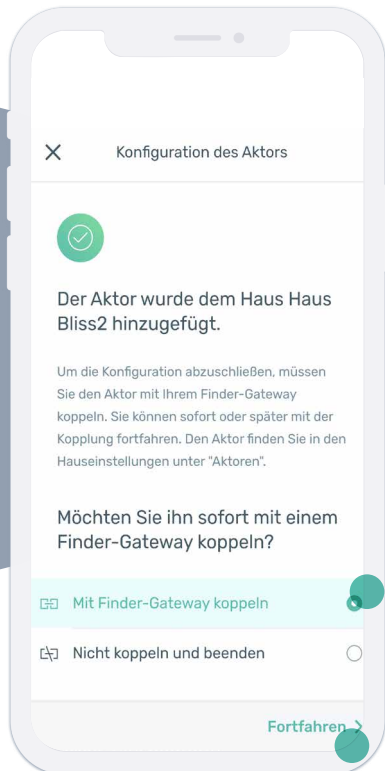 Konfiguration des Aktors
Der Aktor wurde dem Haus Haus
Bliss2 hinzugefügt.
Um die Konfiguration abzuschließen, müssen
Sie den Aktor mit Ihrem Finder-Gateway
koppeln. Sie können sofort oder später mit der
Kopplung fortfahren. Den Aktor finden Sie in den
Hauseinstellungen unter "Aktoren".
Möchten Sie ihn sofort mit einem
Finder-Gateway koppeln?
Mit Finder-Gateway koppeln
Nicht koppeln und beenden
Fortfahren